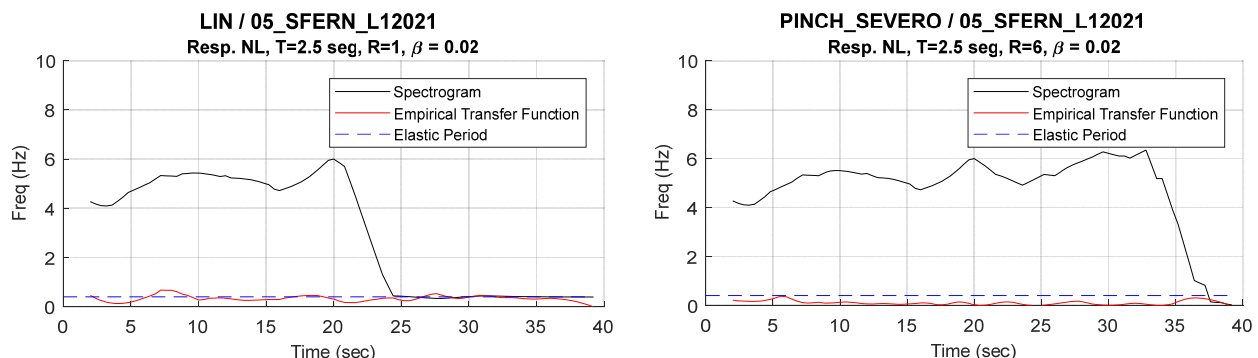 LIN / 05_SFERN_L12021
Resp. NL, T=2.5 seg, R=1, β = 0.02
10
8
6
4
2
0
Freq (Hz)
Spectrogram
Empirical Transfer Function
Elastic Period
0 5 10 15 20 25 30 35 40
Time (sec)
PINCH_SEVERO / 05_SFERN_L12021
Resp. NL, T=2.5 seg, R=6, β = 0.02
10
8
6
4
2
0
Freq (Hz)
Spectrogram
Empirical Transfer Function
Elastic Period
0 5 10 15 20 25 30 35 40
Time (sec)